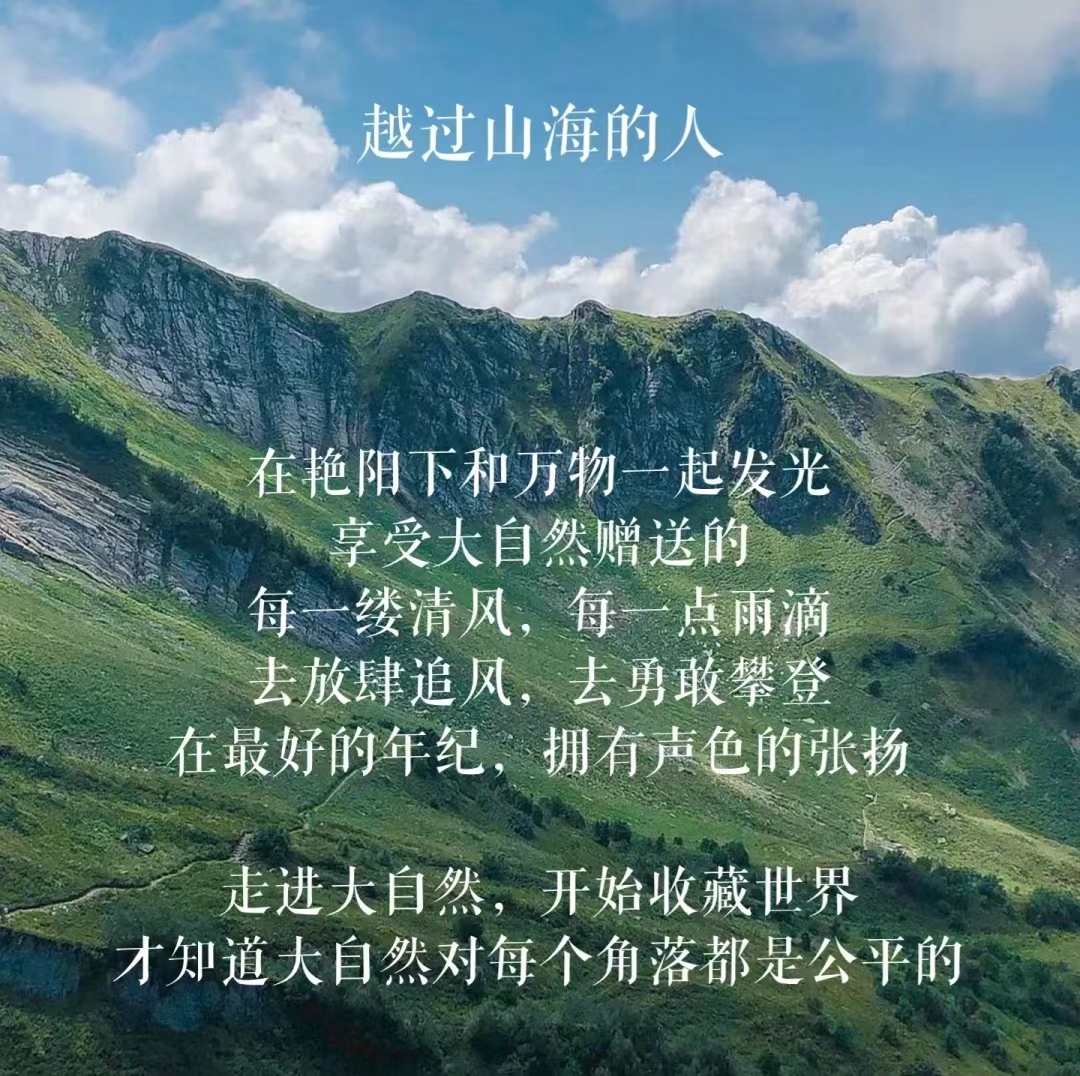 越过山海的人
在艳阳下和万物一起发光
享受大自然赠送的
每一缕清风，每一点雨滴
去放肆追风，去勇敢攀登
在最好的年纪，拥有声色的张扬
走进大自然，开始收藏世界
才知道大自然对每个角落都是公平的